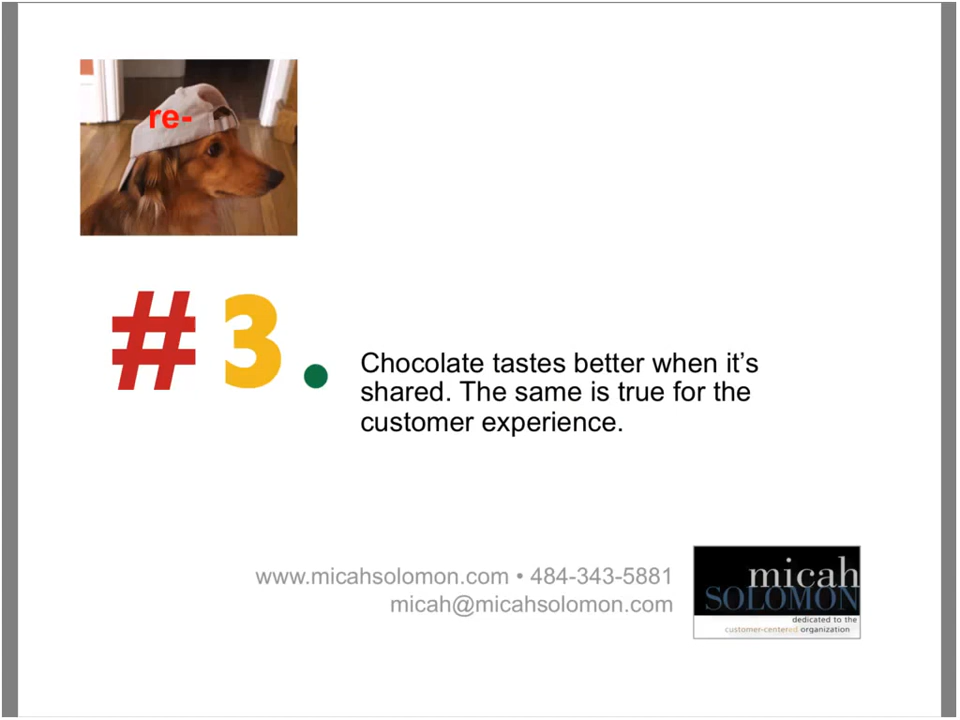 re-
#3.
Chocolate tastes better when it’s
shared. The same is true for the
customer experience.
www.micahsolomon.com • 484-343-5881
micah@micahsolomon.com
micah
SOLOMON
dedicated to the
customer-centered organization